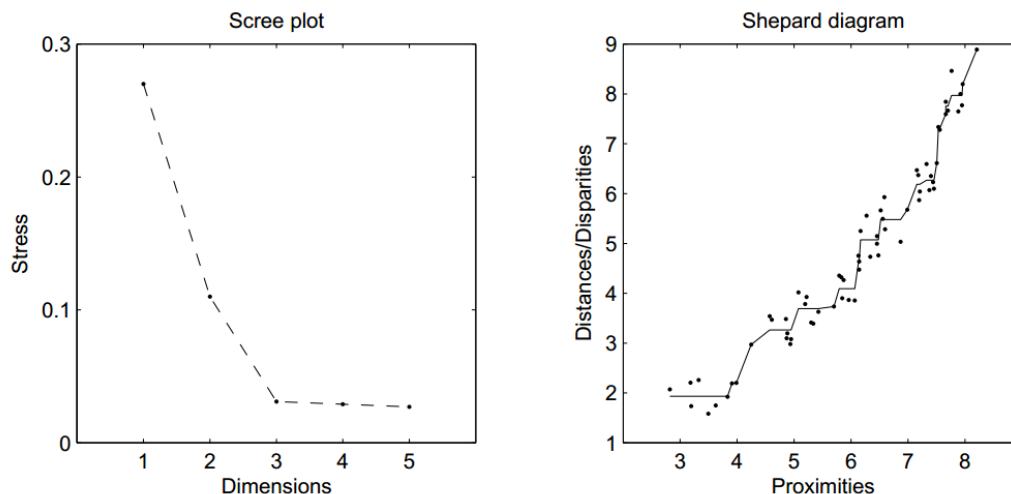 Scree plot
0.3
0.2
0.1
0
Stress
1 2 3 4 5
Dimensions
Shepard diagram
9
8
7
6
5
4
3
2
1
Distances/Disparities
3 4 5 6 7 8
Proximities